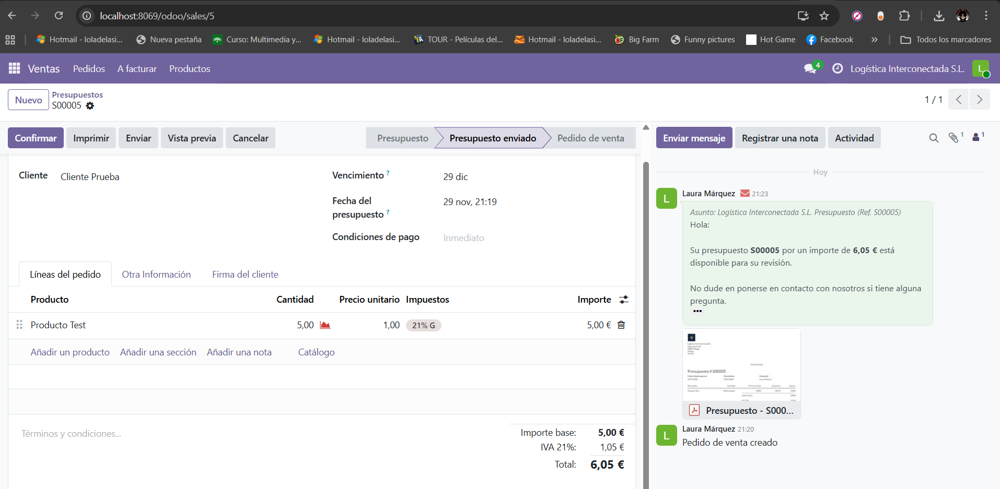 localhost:8069/odoo/sales/5
Hotmail - loladelasi...
Nueva pestaña
Curso: Multimedia y...
Hotmail - loladelasi...
TOUR - Películas del...
Hotmail - loladelasi...
Big Farm
Funny pictures
Hot Game
Facebook
»
Todos los marcadores
Ventas
Pedidos
A facturar
Productos
4
Logística Interconectada S.L.
L
Nuevo
Presupuestos
S00005
1 / 1
Confirmar
Imprimir
Enviar
Vista previa
Cancelar
Presupuesto
Presupuesto enviado
Pedido de venta
Enviar mensaje
Registrar una nota
Actividad
1
1
Cliente
Cliente Prueba
Vencimiento ?
29 dic
Fecha del
presupuesto ?
29 nov, 21:19
Condiciones de pago
Inmediato
Líneas del pedido
Otra Información
Firma del cliente
Producto
Cantidad
Precio unitario
Impuestos
Importe
Producto Test
5,00
1,00
21% G
5,00 €
Añadir un producto
Añadir una sección
Añadir una nota
Catálogo
Términos y condiciones...
Importe base: 5,00 €
IVA 21%: 1,05 €
Total: 6,05 €
Hoy
L
Laura Márquez 21:23
Asunto: Logística Interconectada S.L. Presupuesto (Ref. S00005)
Hola:
Su presupuesto S00005 por un importe de 6,05 € está
disponible para su revisión.
No dude en ponerse en contacto con nosotros si tiene alguna
pregunta.
•••
Presupuesto # S00005
Presupuesto - S000...
L
Laura Márquez 21:20
Pedido de venta creado